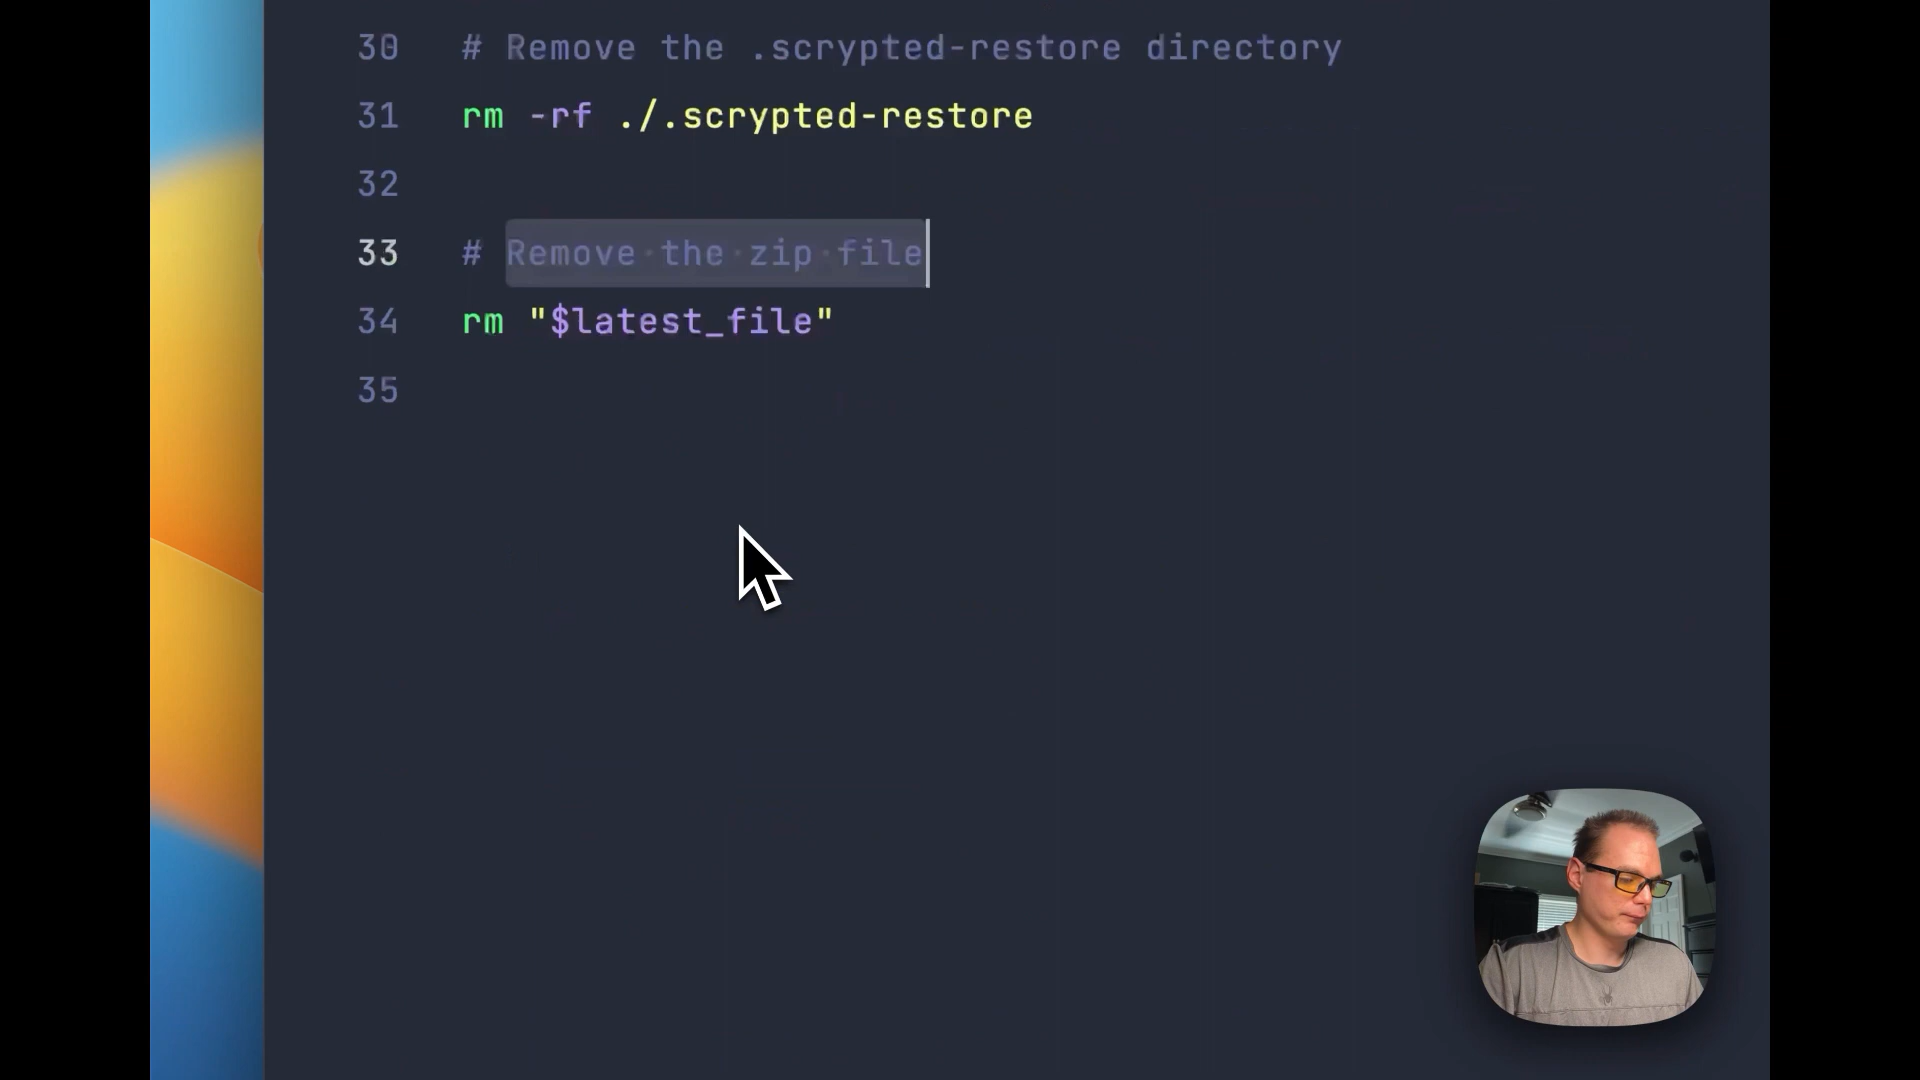 30 # Remove the .scrypted-restore directory
31 rm -rf ./.scrypted-restore
32
33 # Remove the zip file
34 rm "$latest_file"
35